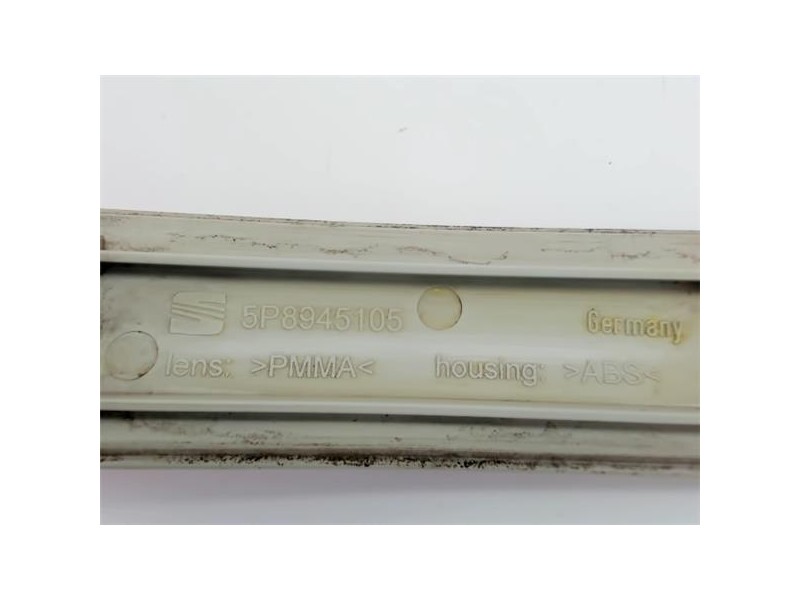 5P8945105 Germany
lens: >PMMA< housing: >ABS<